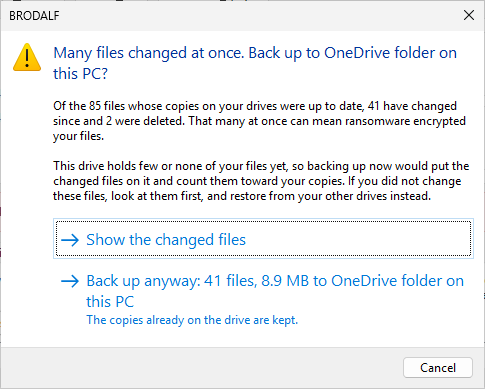 BRODALF
Many files changed at once. Back up to OneDrive folder on
this PC?
Of the 85 files whose copies on your drives were up to date, 41 have changed
since and 2 were deleted. That many at once can mean ransomware encrypted
your files.
This drive holds few or none of your files yet, so backing up now would put the
changed files on it and count them toward your copies. If you did not change
these files, look at them first, and restore from your other drives instead.
Show the changed files
Back up anyway: 41 files, 8.9 MB to OneDrive folder on
this PC
The copies already on the drive are kept.
Cancel